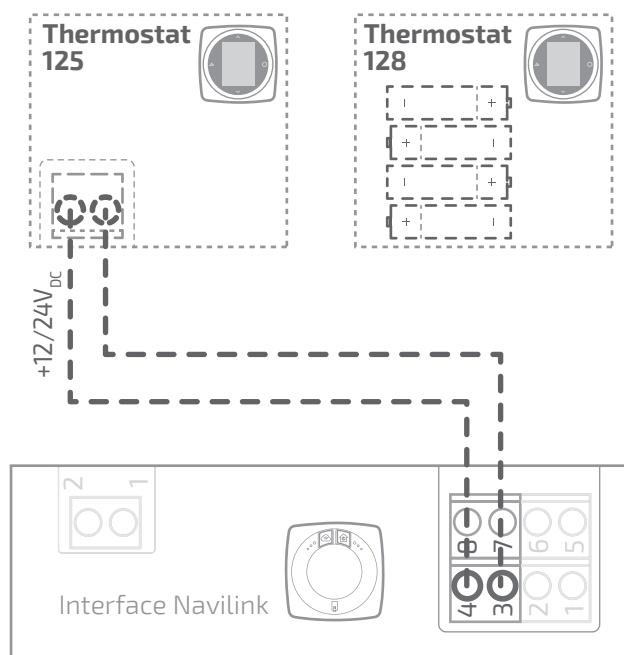 Thermostat
125
Thermostat
128
+12/24V DC
2 1
8 7 6 5
Interface Navilink
4 3 2 1